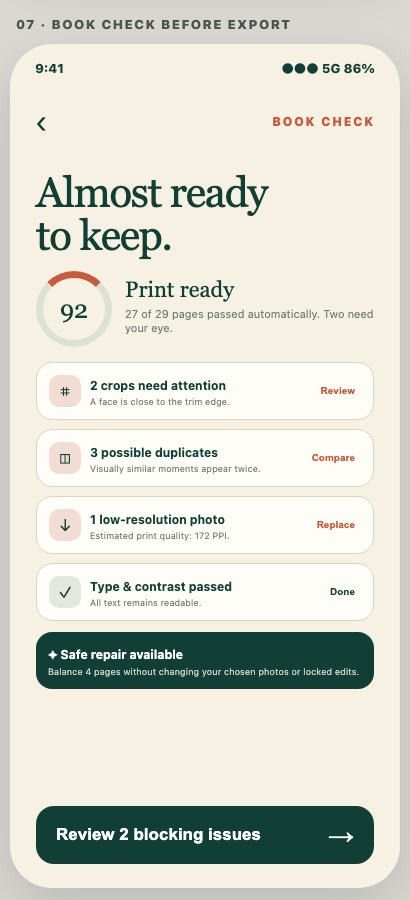 07 · BOOK CHECK BEFORE EXPORT
9:41
5G 86%
BOOK CHECK
Almost ready
to keep.
92
Print ready
27 of 29 pages passed automatically. Two need
your eye.
2 crops need attention
A face is close to the trim edge.
Review
3 possible duplicates
Visually similar moments appear twice.
Compare
1 low-resolution photo
Estimated print quality: 172 PPI.
Replace
Type & contrast passed
All text remains readable.
Done
✦ Safe repair available
Balance 4 pages without changing your chosen photos or locked edits.
Review 2 blocking issues →